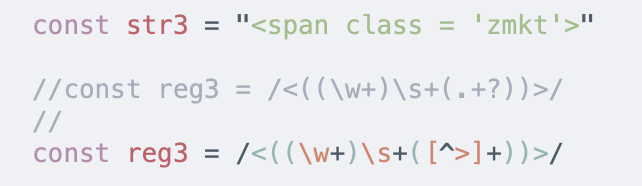 const str3 = "<span class = 'zmkt'>"
//const reg3 = /<((\w+)\s+(.+?))>/
//
const reg3 = /<((\w+)\s+([^>]+))>/